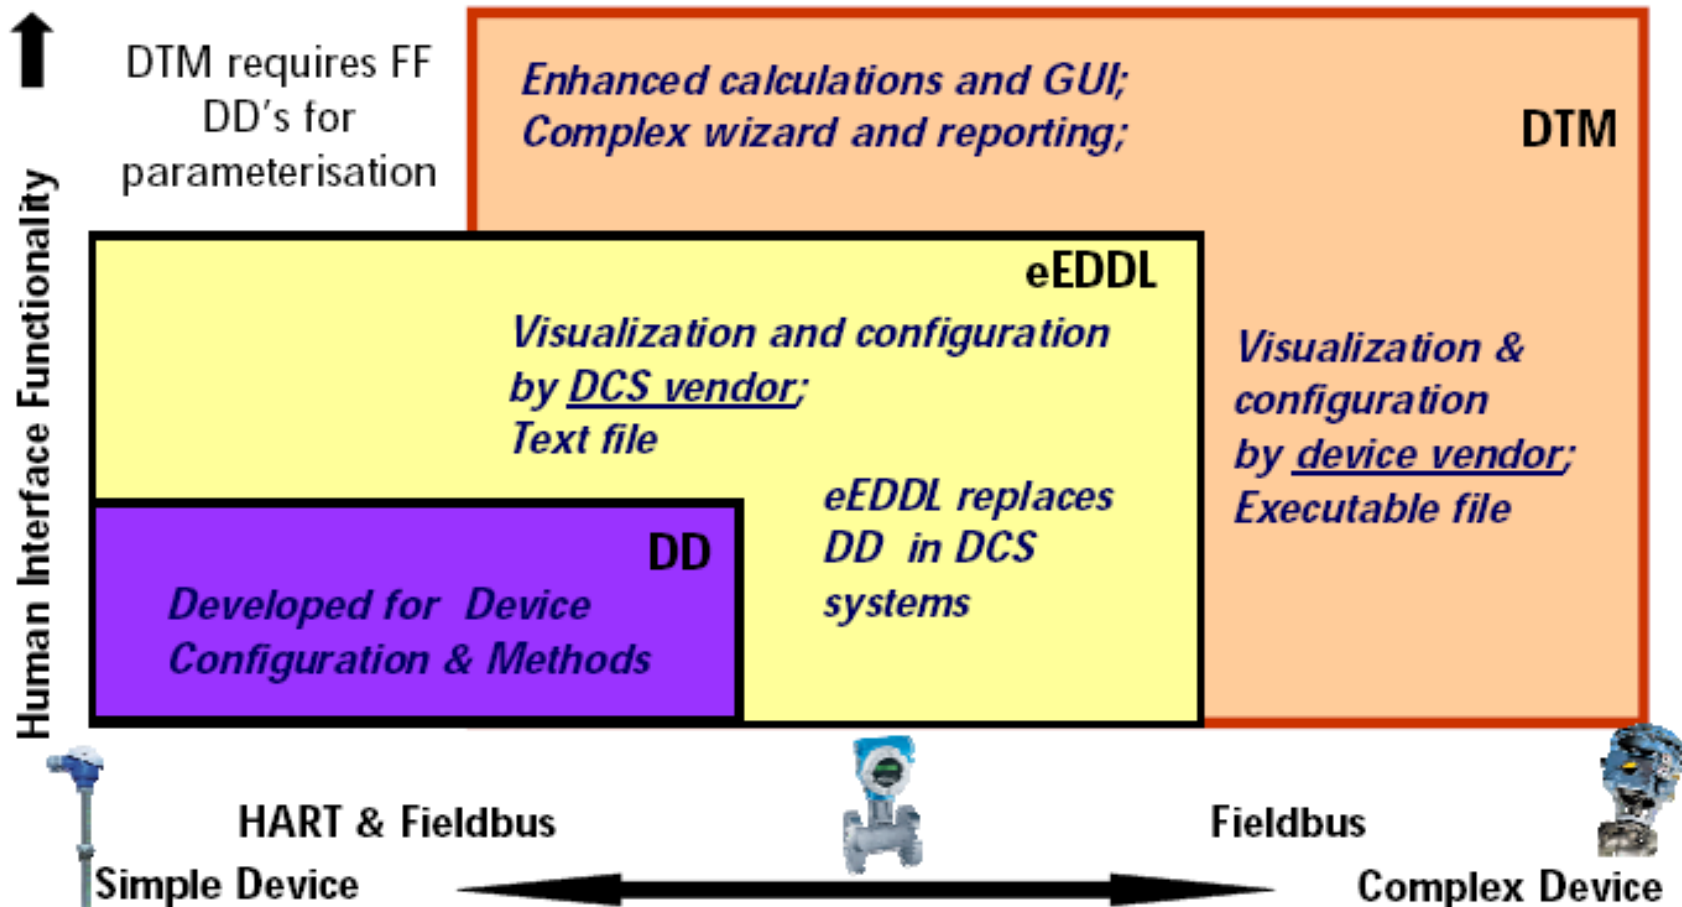 Human Interface Functionality
DTM requires FF
DD's for
parameterisation
Enhanced calculations and GUI;
Complex wizard and reporting;
DTM
eEDDL
Visualization and configuration
by DCS vendor;
Text file
eEDDL replaces
DD in DCS
systems
Visualization &
configuration
by device vendor;
Executable file
DD
Developed for Device
Configuration & Methods
HART & Fieldbus
Fieldbus
Simple Device
Complex Device